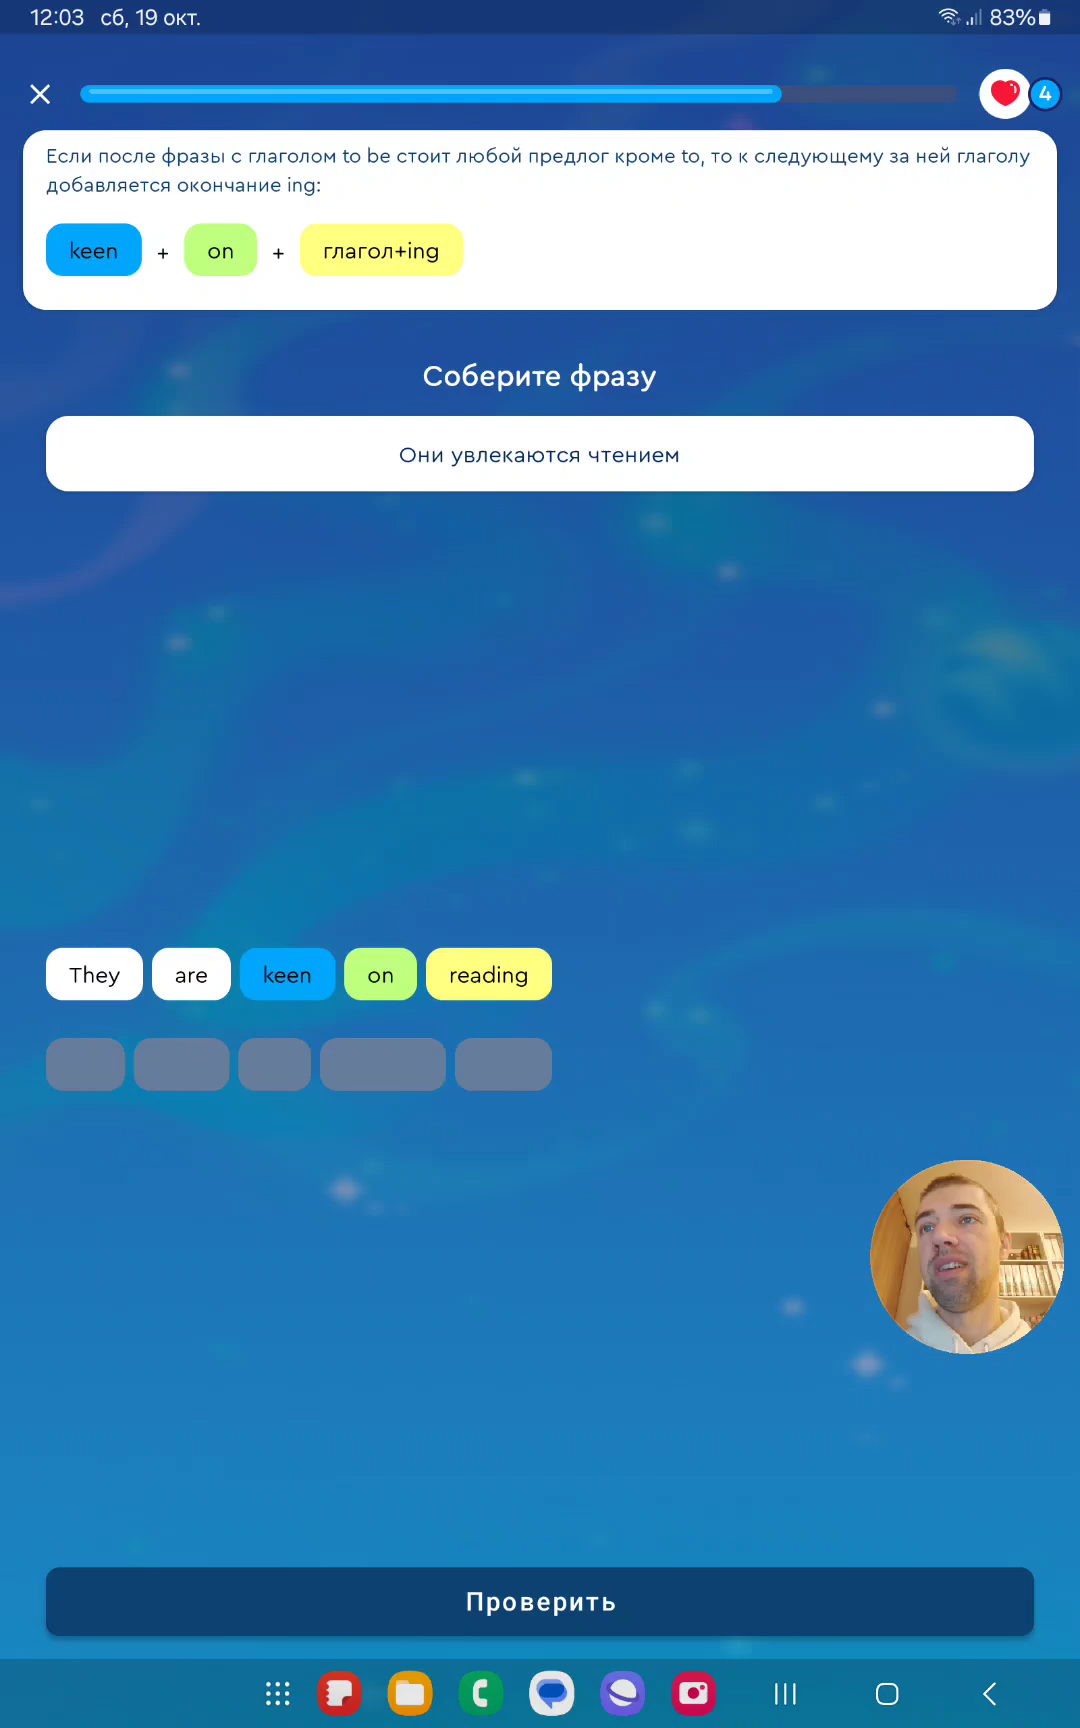 12:03 сб, 19 окт. 83%
4
Если после фразы с глаголом to be стоит любой предлог кроме to, то к следующему за ней глаголу
добавляется окончание ing:
keen + on + глагол+ing
Соберите фразу
Они увлекаются чтением
They are keen on reading
Проверить